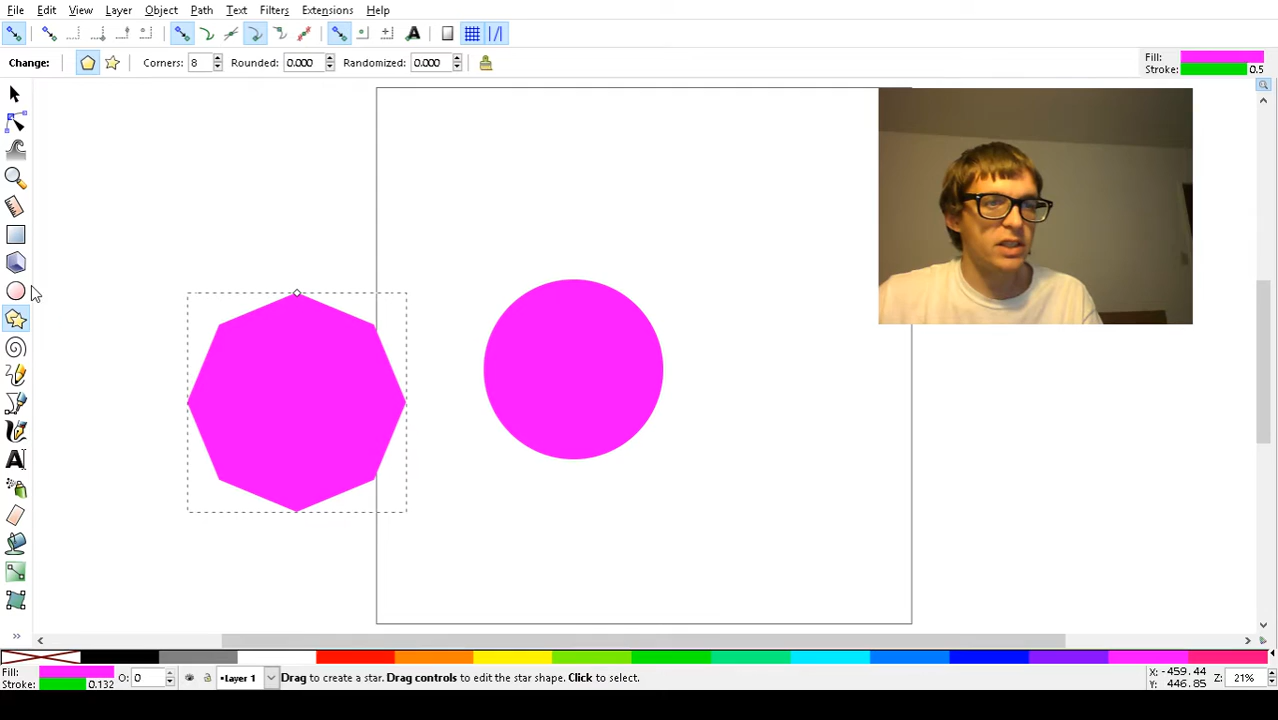 File Edit View Layer Object Path Text Filters Extensions Help
Change: Corners: 8 Rounded: 0.000 Randomized: 0.000
Fill:
Stroke: 0.5
Fill:
Stroke: 0.132
O: 0
•Layer 1
Drag to create a star. Drag controls to edit the star shape. Click to select.
X: -459.44
Y: 446.85
Z: 21%